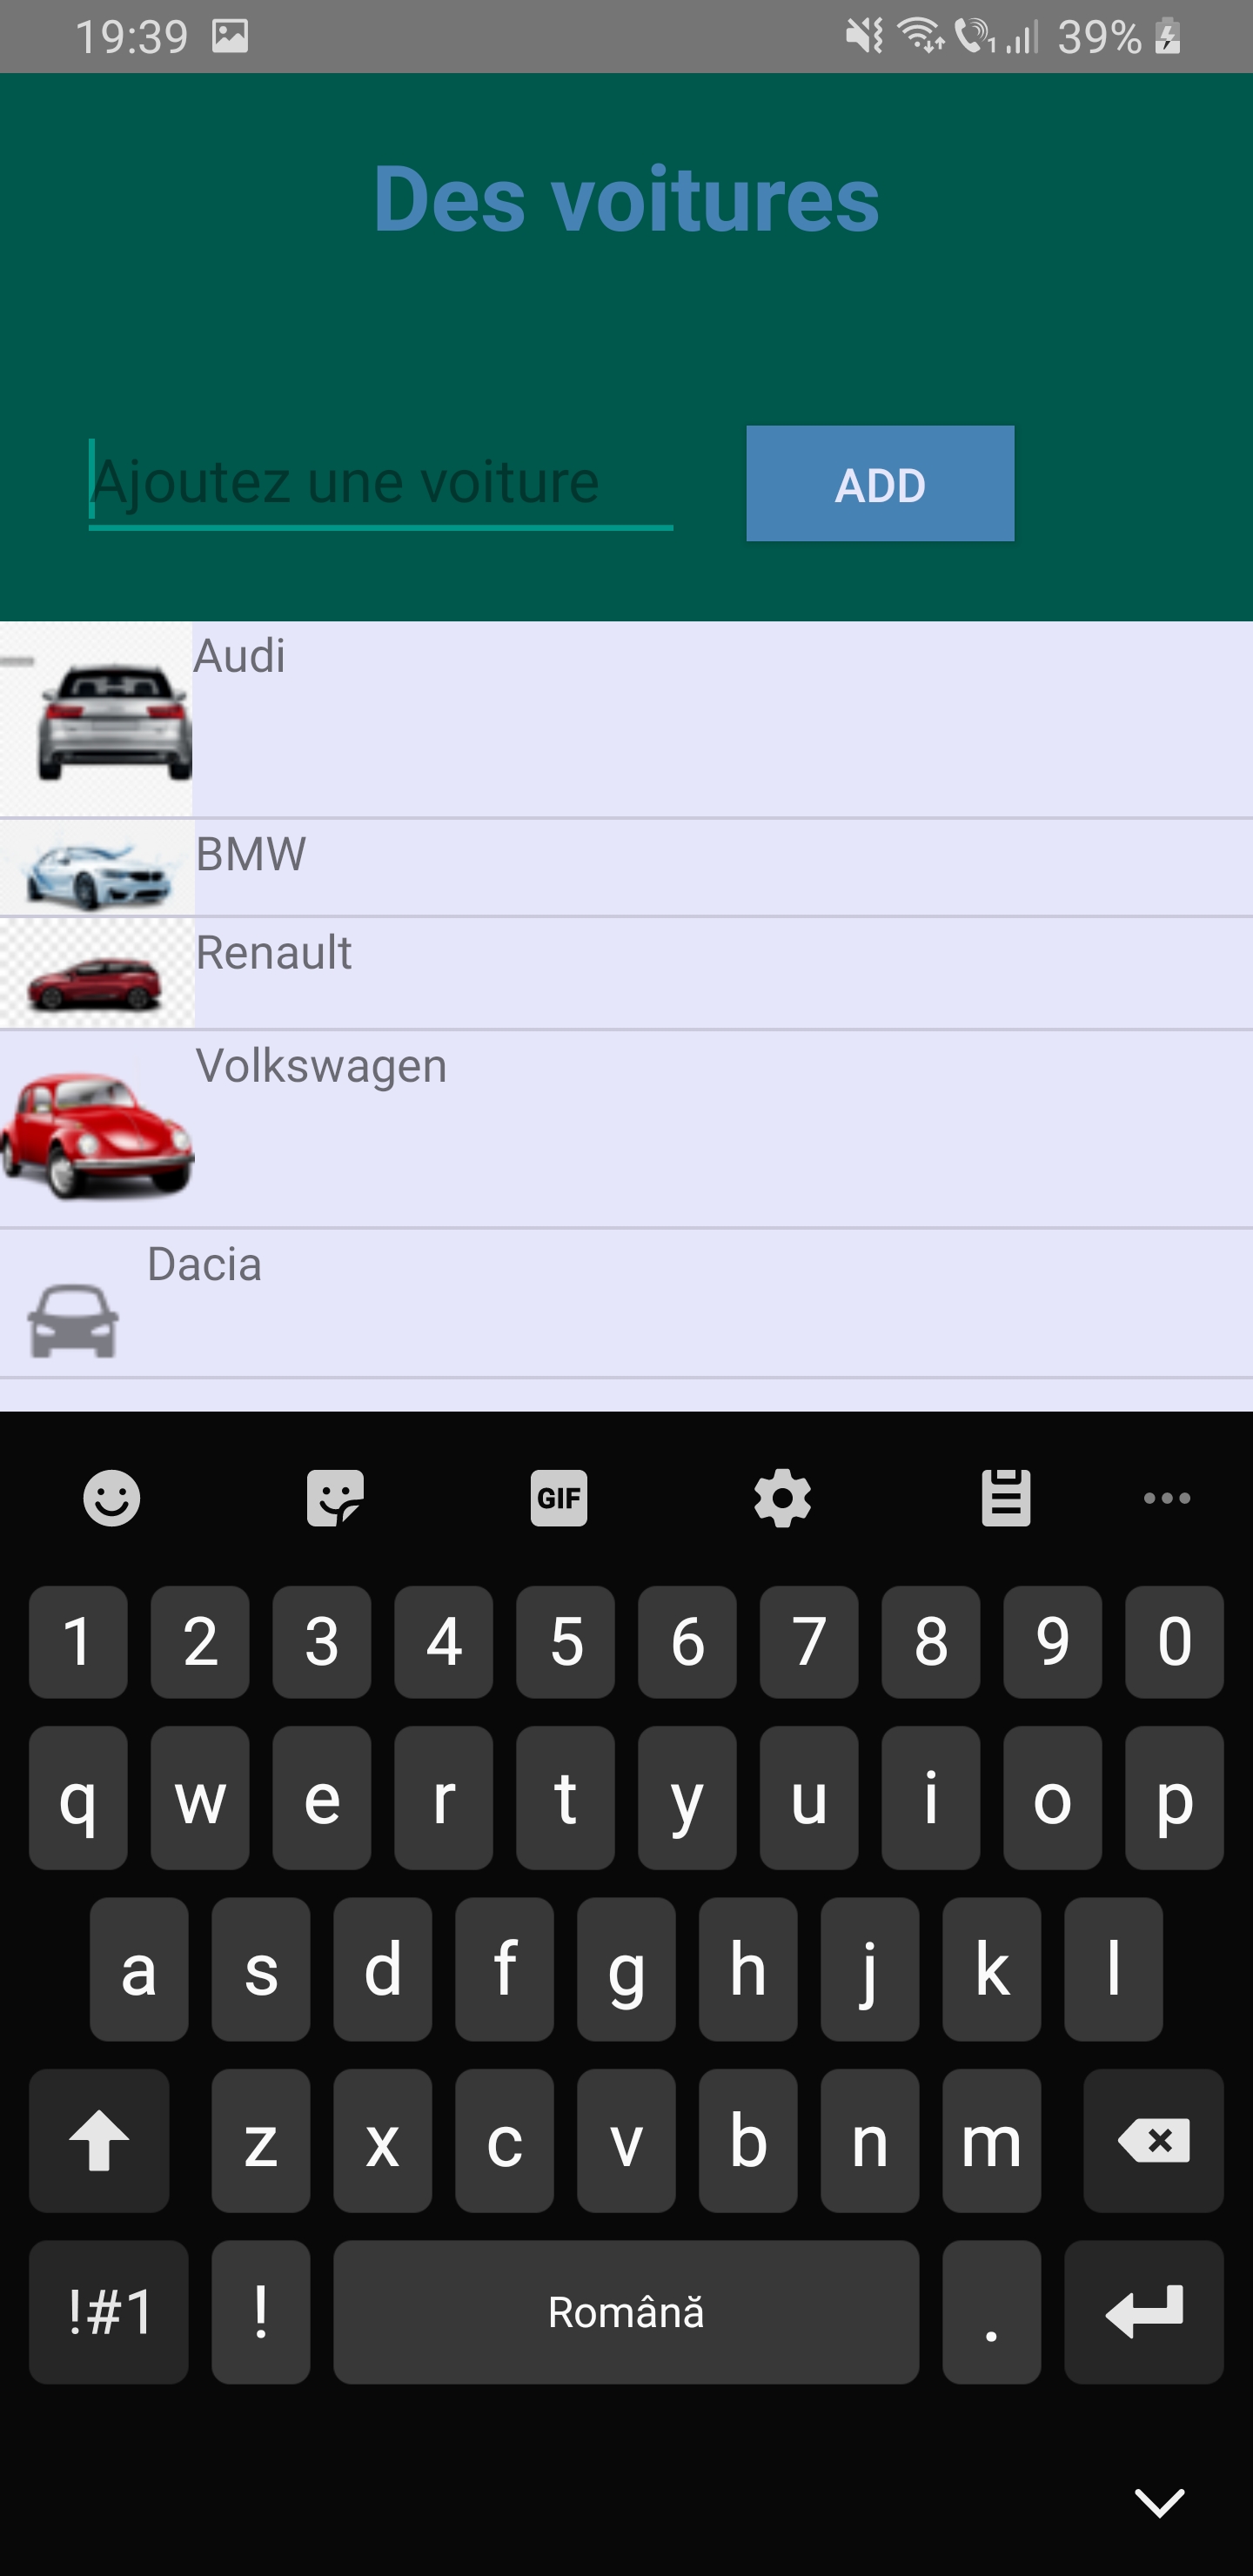 19:39
1
39%
Des voitures
Ajoutez une voiture
ADD
Audi
BMW
Renault
Volkswagen
Dacia
GIF
1 2 3 4 5 6 7 8 9 0
q w e r t y u i o p
a s d f g h j k l
z x c v b n m
!#1 ! Română .